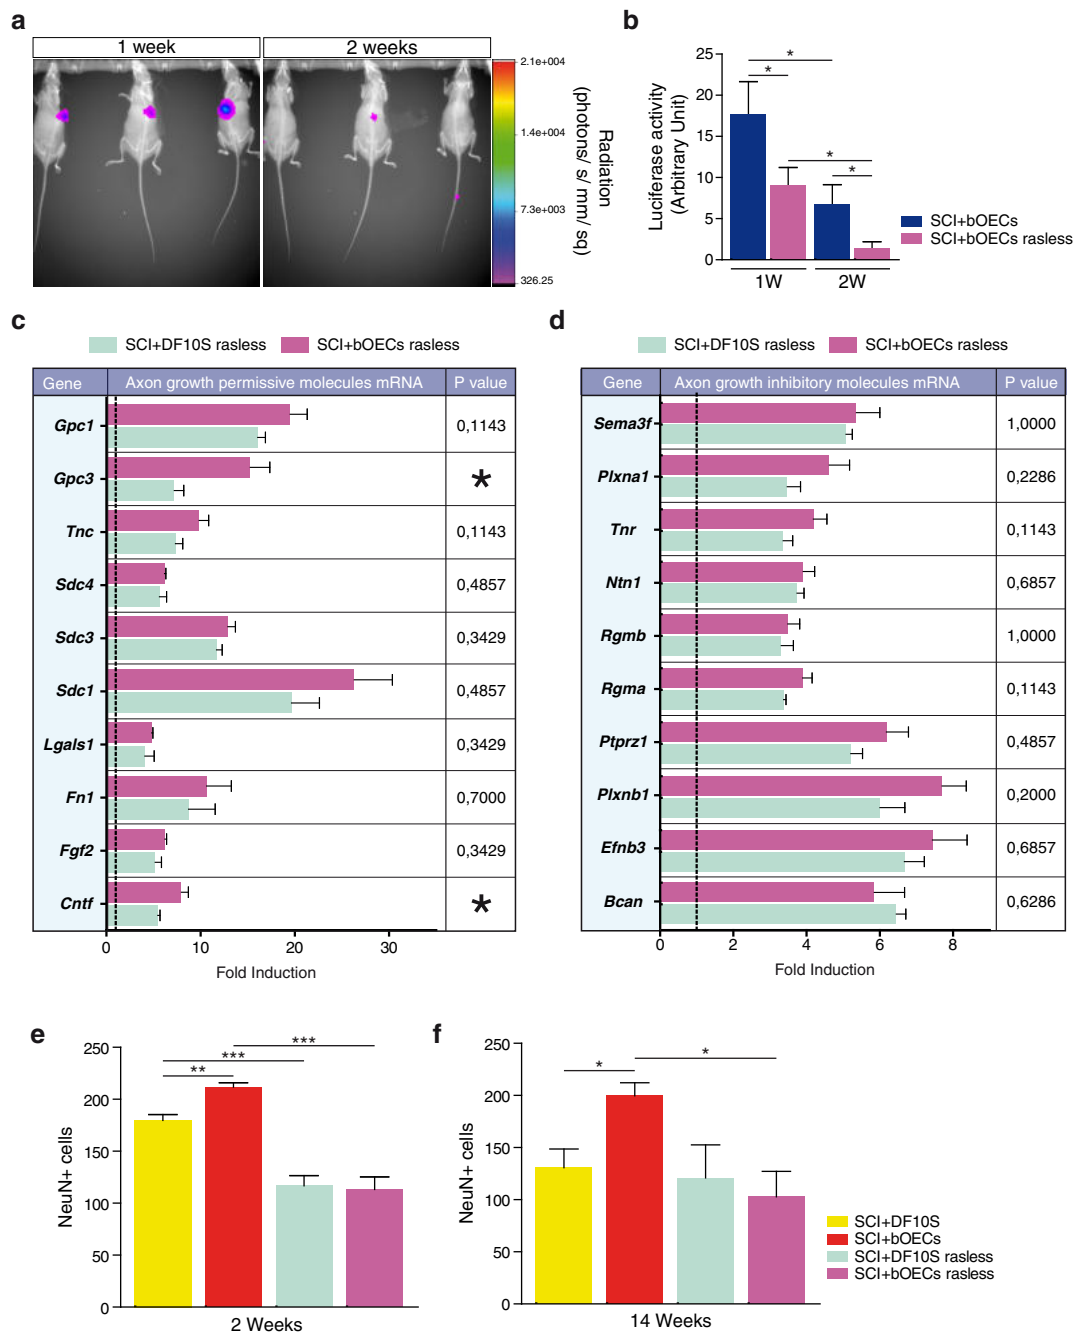 a
1 week
2 weeks
2.1e+004
1.4e+004
7.3e+003
326.25
Radiation
(photons/ s/ mm/ sq)
b
Luciferase activity
(Arbitrary Unit)
25
20
15
10
5
0
*
*
*
*
1W
2W
SCI+bOECs
SCI+bOECs rasless
c
SCI+DF10S rasless
SCI+bOECs rasless
Gene
Axon growth permissive molecules mRNA
P value
Gpc1
0,1143
Gpc3
*
Tnc
0,1143
Sdc4
0,4857
Sdc3
0,3429
Sdc1
0,4857
Lgals1
0,3429
Fn1
0,7000
Fgf2
0,3429
Cntf
*
0 10 20 30
Fold Induction
d
SCI+DF10S rasless
SCI+bOECs rasless
Gene
Axon growth inhibitory molecules mRNA
P value
Sema3f
1,0000
Plxna1
0,2286
Tnr
0,1143
Ntn1
0,6857
Rgmb
1,0000
Rgma
0,1143
Ptprz1
0,4857
Plxnb1
0,2000
Efnb3
0,6857
Bcan
0,6286
0 2 4 6 8
Fold Induction
e
NeuN+ cells
250
200
150
100
50
0
***
***
**
2 Weeks
f
NeuN+ cells
250
200
150
100
50
0
*
*
14 Weeks
SCI+DF10S
SCI+bOECs
SCI+DF10S rasless
SCI+bOECs rasless